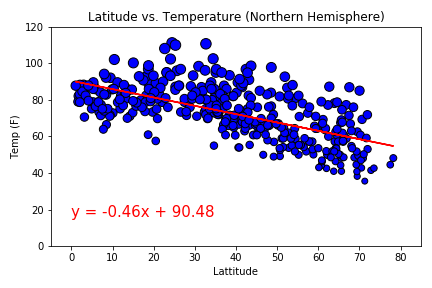 Latitude vs. Temperature (Northern Hemisphere)
120
100
80
60
40
20
0
Temp (F)
y = -0.46x + 90.48
0 10 20 30 40 50 60 70 80
Lattitude